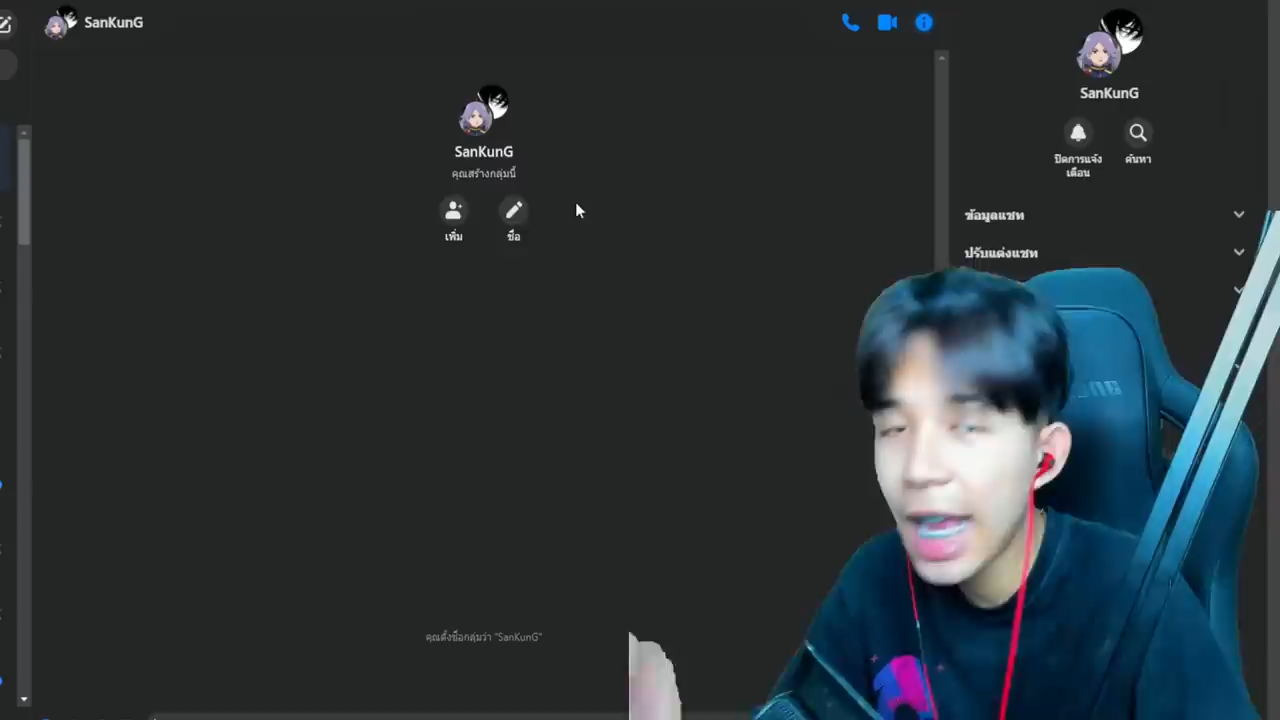 SanKunG
SanKunG
คุณสร้างกลุ่มนี้
เพิ่ม
ชื่อ
คุณตั้งชื่อกลุ่มว่า "SanKunG"
SanKunG
ปิดการแจ้ง
เตือน
ค้นหา
ข้อมูลแชท
ปรับแต่งแชท